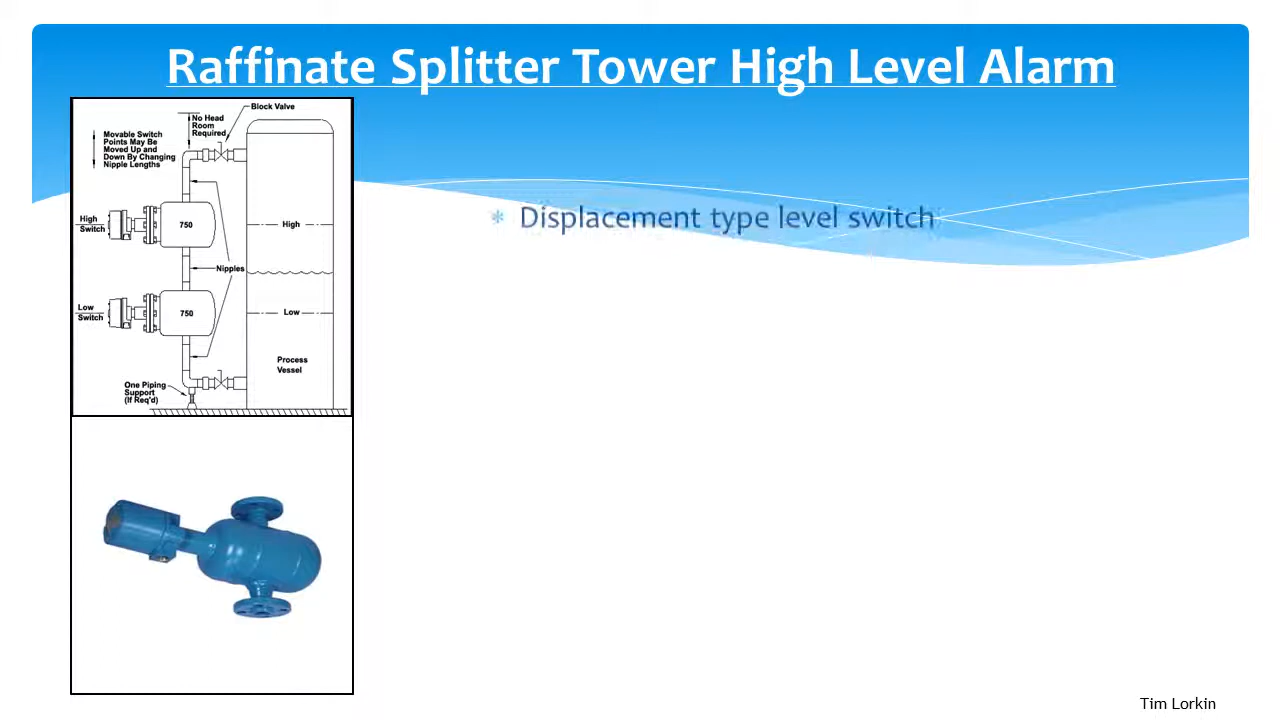 Raffinate Splitter Tower High Level Alarm
Block Valve
No Head
Room
Required
Movable Switch
Points May Be
Moved Up and
Down By Changing
Nipple Lengths
High
Switch
750
High
Nipples
Low
Switch
750
Low
Process
Vessel
One Piping
Support
(If Req'd)
Displacement type level switch
Tim Lorkin